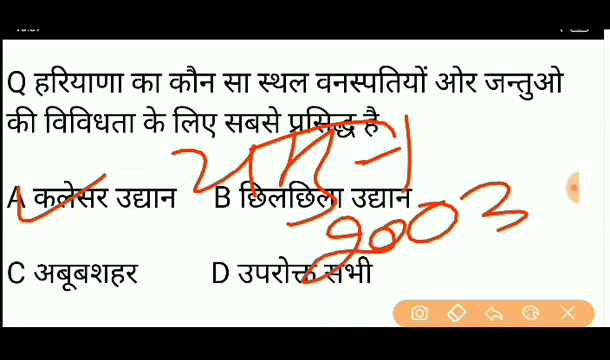 Q हरियाणा का कौन सा स्थल वनस्पतियों ओर जन्तुओ
की विविधता के लिए सबसे प्रसिद्ध है
A कलेसर उद्यान B छिलछिला उद्यान
यमुना
2003
C अबूबशहर D उपरोक्त सभी